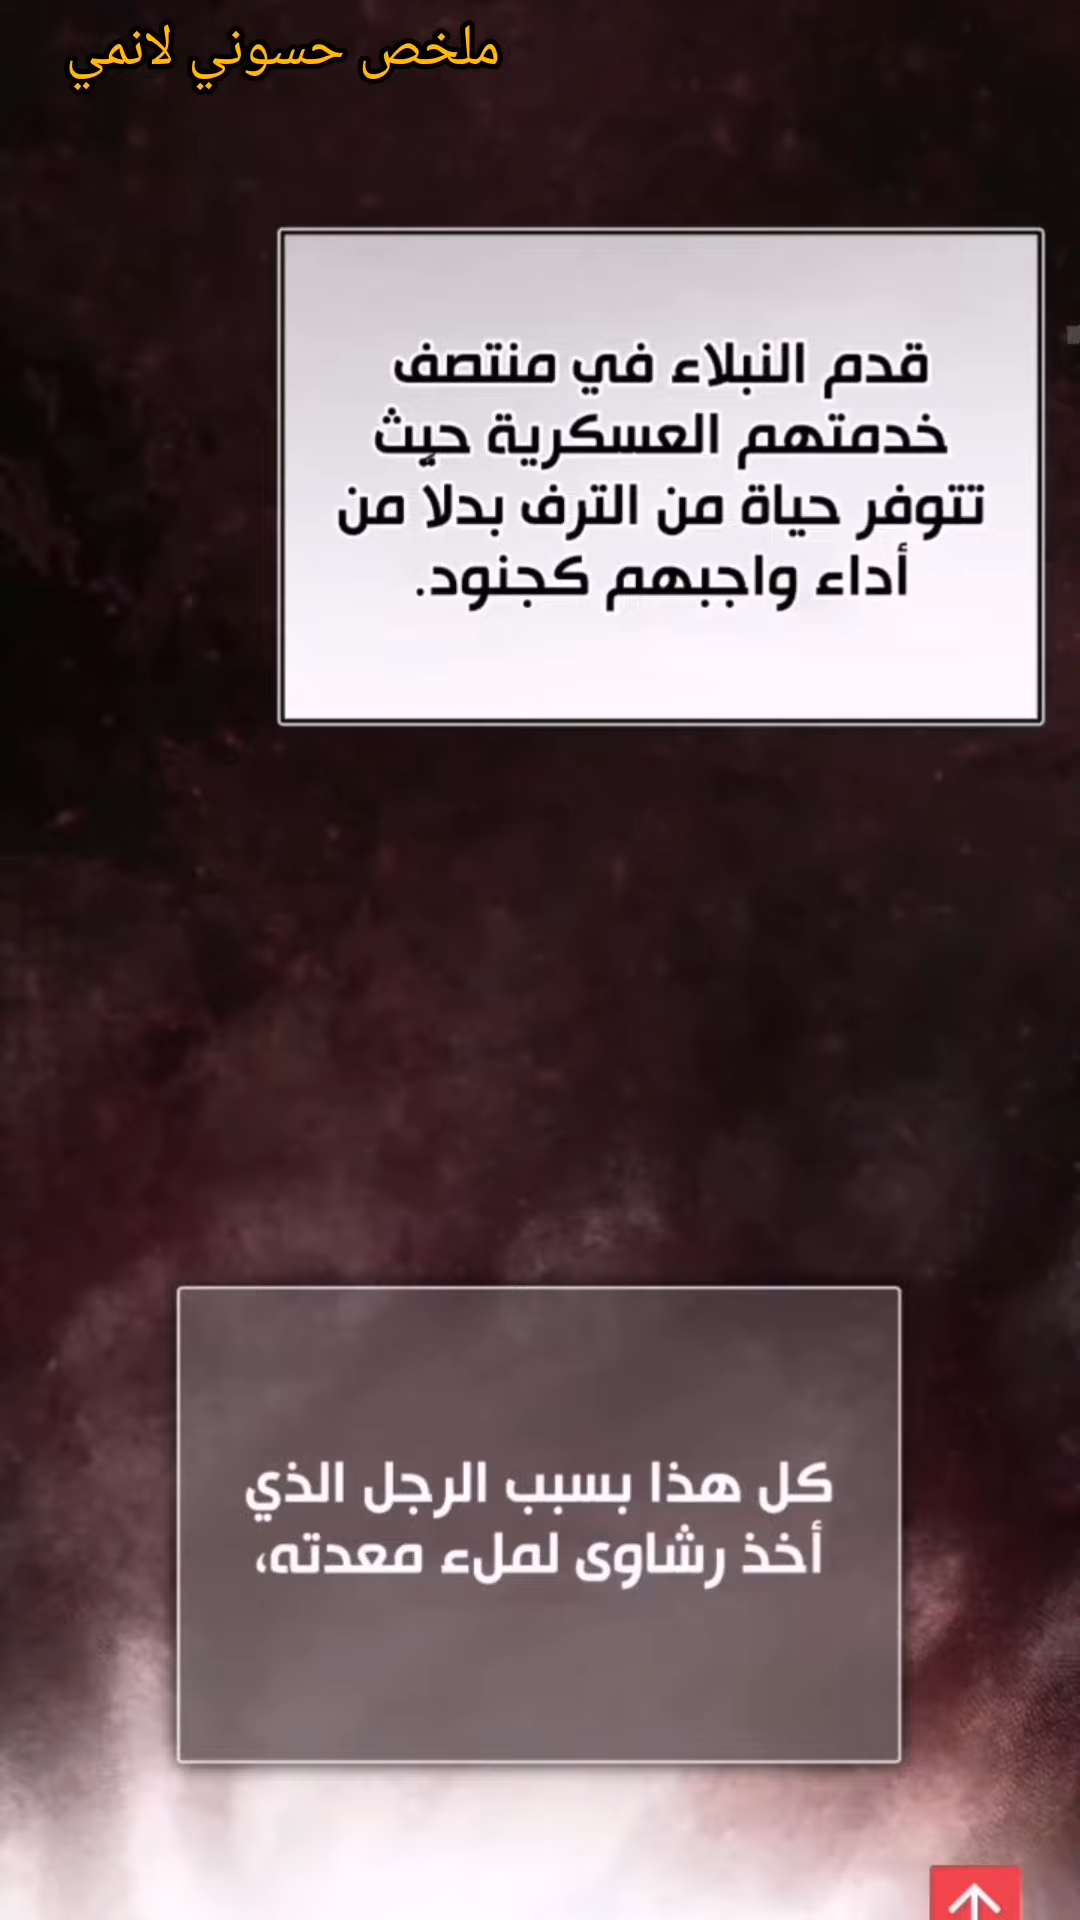 ملخص حسوني لانمي
قدم النبلاء في منتصف
خدمتهم العسكرية حيث
تتوفر حياة من الترف بدلا من
أداء واجبهم كجنود.
كل هذا بسبب الرجل الذي
أخذ رشاوى لملء معدته،